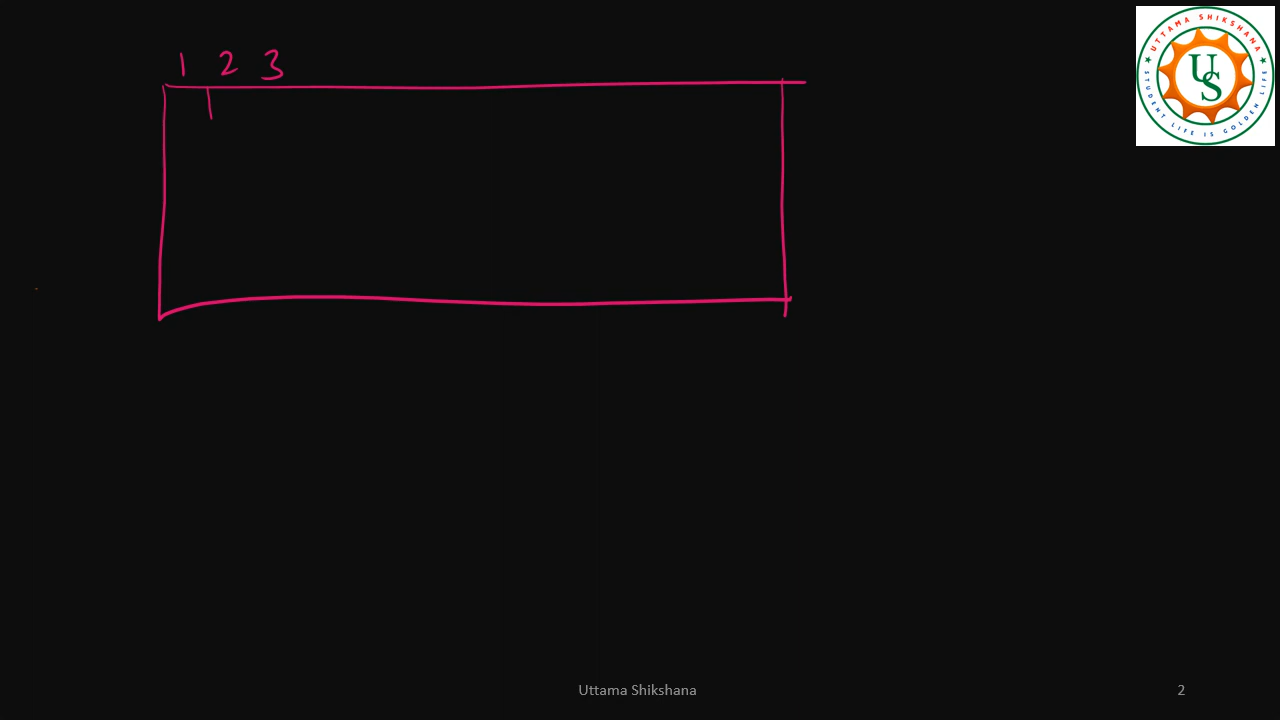 1 2 3
UTTAMA SHIKSHANA
US
STUDENT LIFE IS GOLDEN LIFE
Uttama Shikshana
2